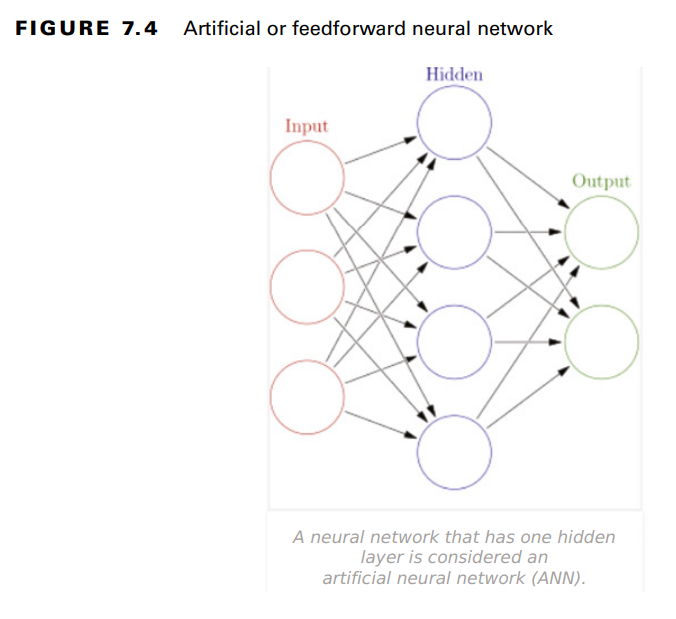 FIGURE 7.4 Artificial or feedforward neural network
Hidden
Input
Output
A neural network that has one hidden
layer is considered an
artificial neural network (ANN).